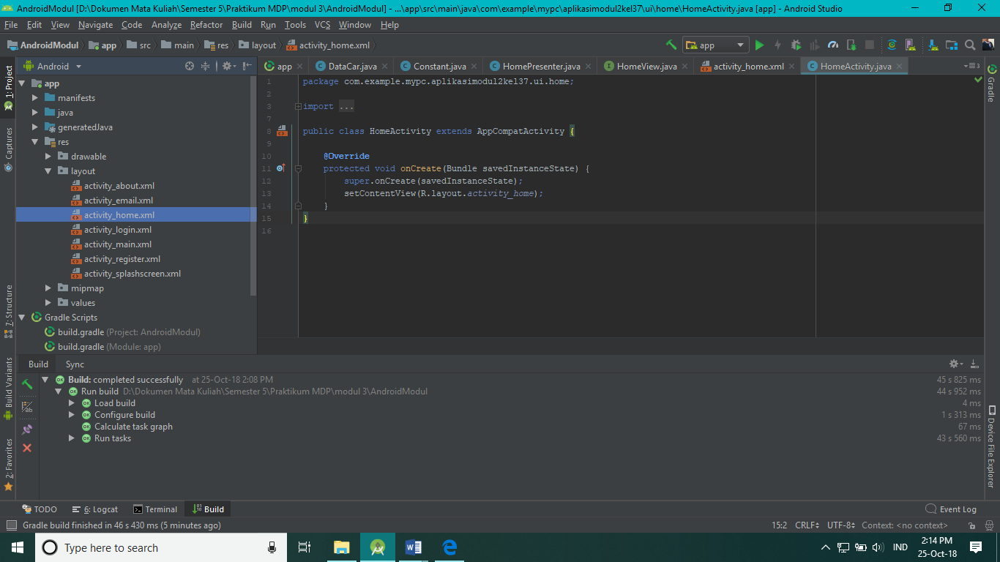 AndroidModul [D:\Dokumen Mata Kuliah\Semester 5\Praktikum MDP\modul 3\AndroidModul] - ...\app\src\main\java\com\example\mypc\aplikasimodul2kel37\ui\home\HomeActivity.java [app] - Android Studio
File Edit View Navigate Code Analyze Refactor Build Run Tools VCS Window Help
AndroidModul app src main res layout activity_home.xml
app
Android
app DataCar.java Constant.java HomePresenter.java HomeView.java activity_home.xml HomeActivity.java
3
1: Project
Captures
7: Structure
Build Variants
2: Favorites
app
manifests
java
generatedJava
res
drawable
layout
activity_about.xml
activity_email.xml
activity_home.xml
activity_login.xml
activity_main.xml
activity_register.xml
activity_splashscreen.xml
mipmap
values
Gradle Scripts
build.gradle (Project: AndroidModul)
build.gradle (Module: app)
1 package com.example.mypc.aplikasimodul2kel37.ui.home;
2
3 import ...
7
8 public class HomeActivity extends AppCompatActivity {
9
10 @Override
11 protected void onCreate(Bundle savedInstanceState) {
12 super.onCreate(savedInstanceState);
13 setContentView(R.layout.activity_home);
14 }
15 }
16
Gradle
Device File Explorer
Build Sync
Build: completed successfully at 25-Oct-18 2:08 PM 45 s 825 ms
Run build D:\Dokumen Mata Kuliah\Semester 5\Praktikum MDP\modul 3\AndroidModul 44 s 952 ms
Load build 4 ms
Configure build 1 s 313 ms
Calculate task graph 67 ms
Run tasks 43 s 560 ms
TODO 6: Logcat Terminal Build Event Log
Gradle build finished in 46 s 430 ms (5 minutes ago) 15:2 CRLF UTF-8 Context: <no context>
Type here to search
IND
2:14 PM
25-Oct-18